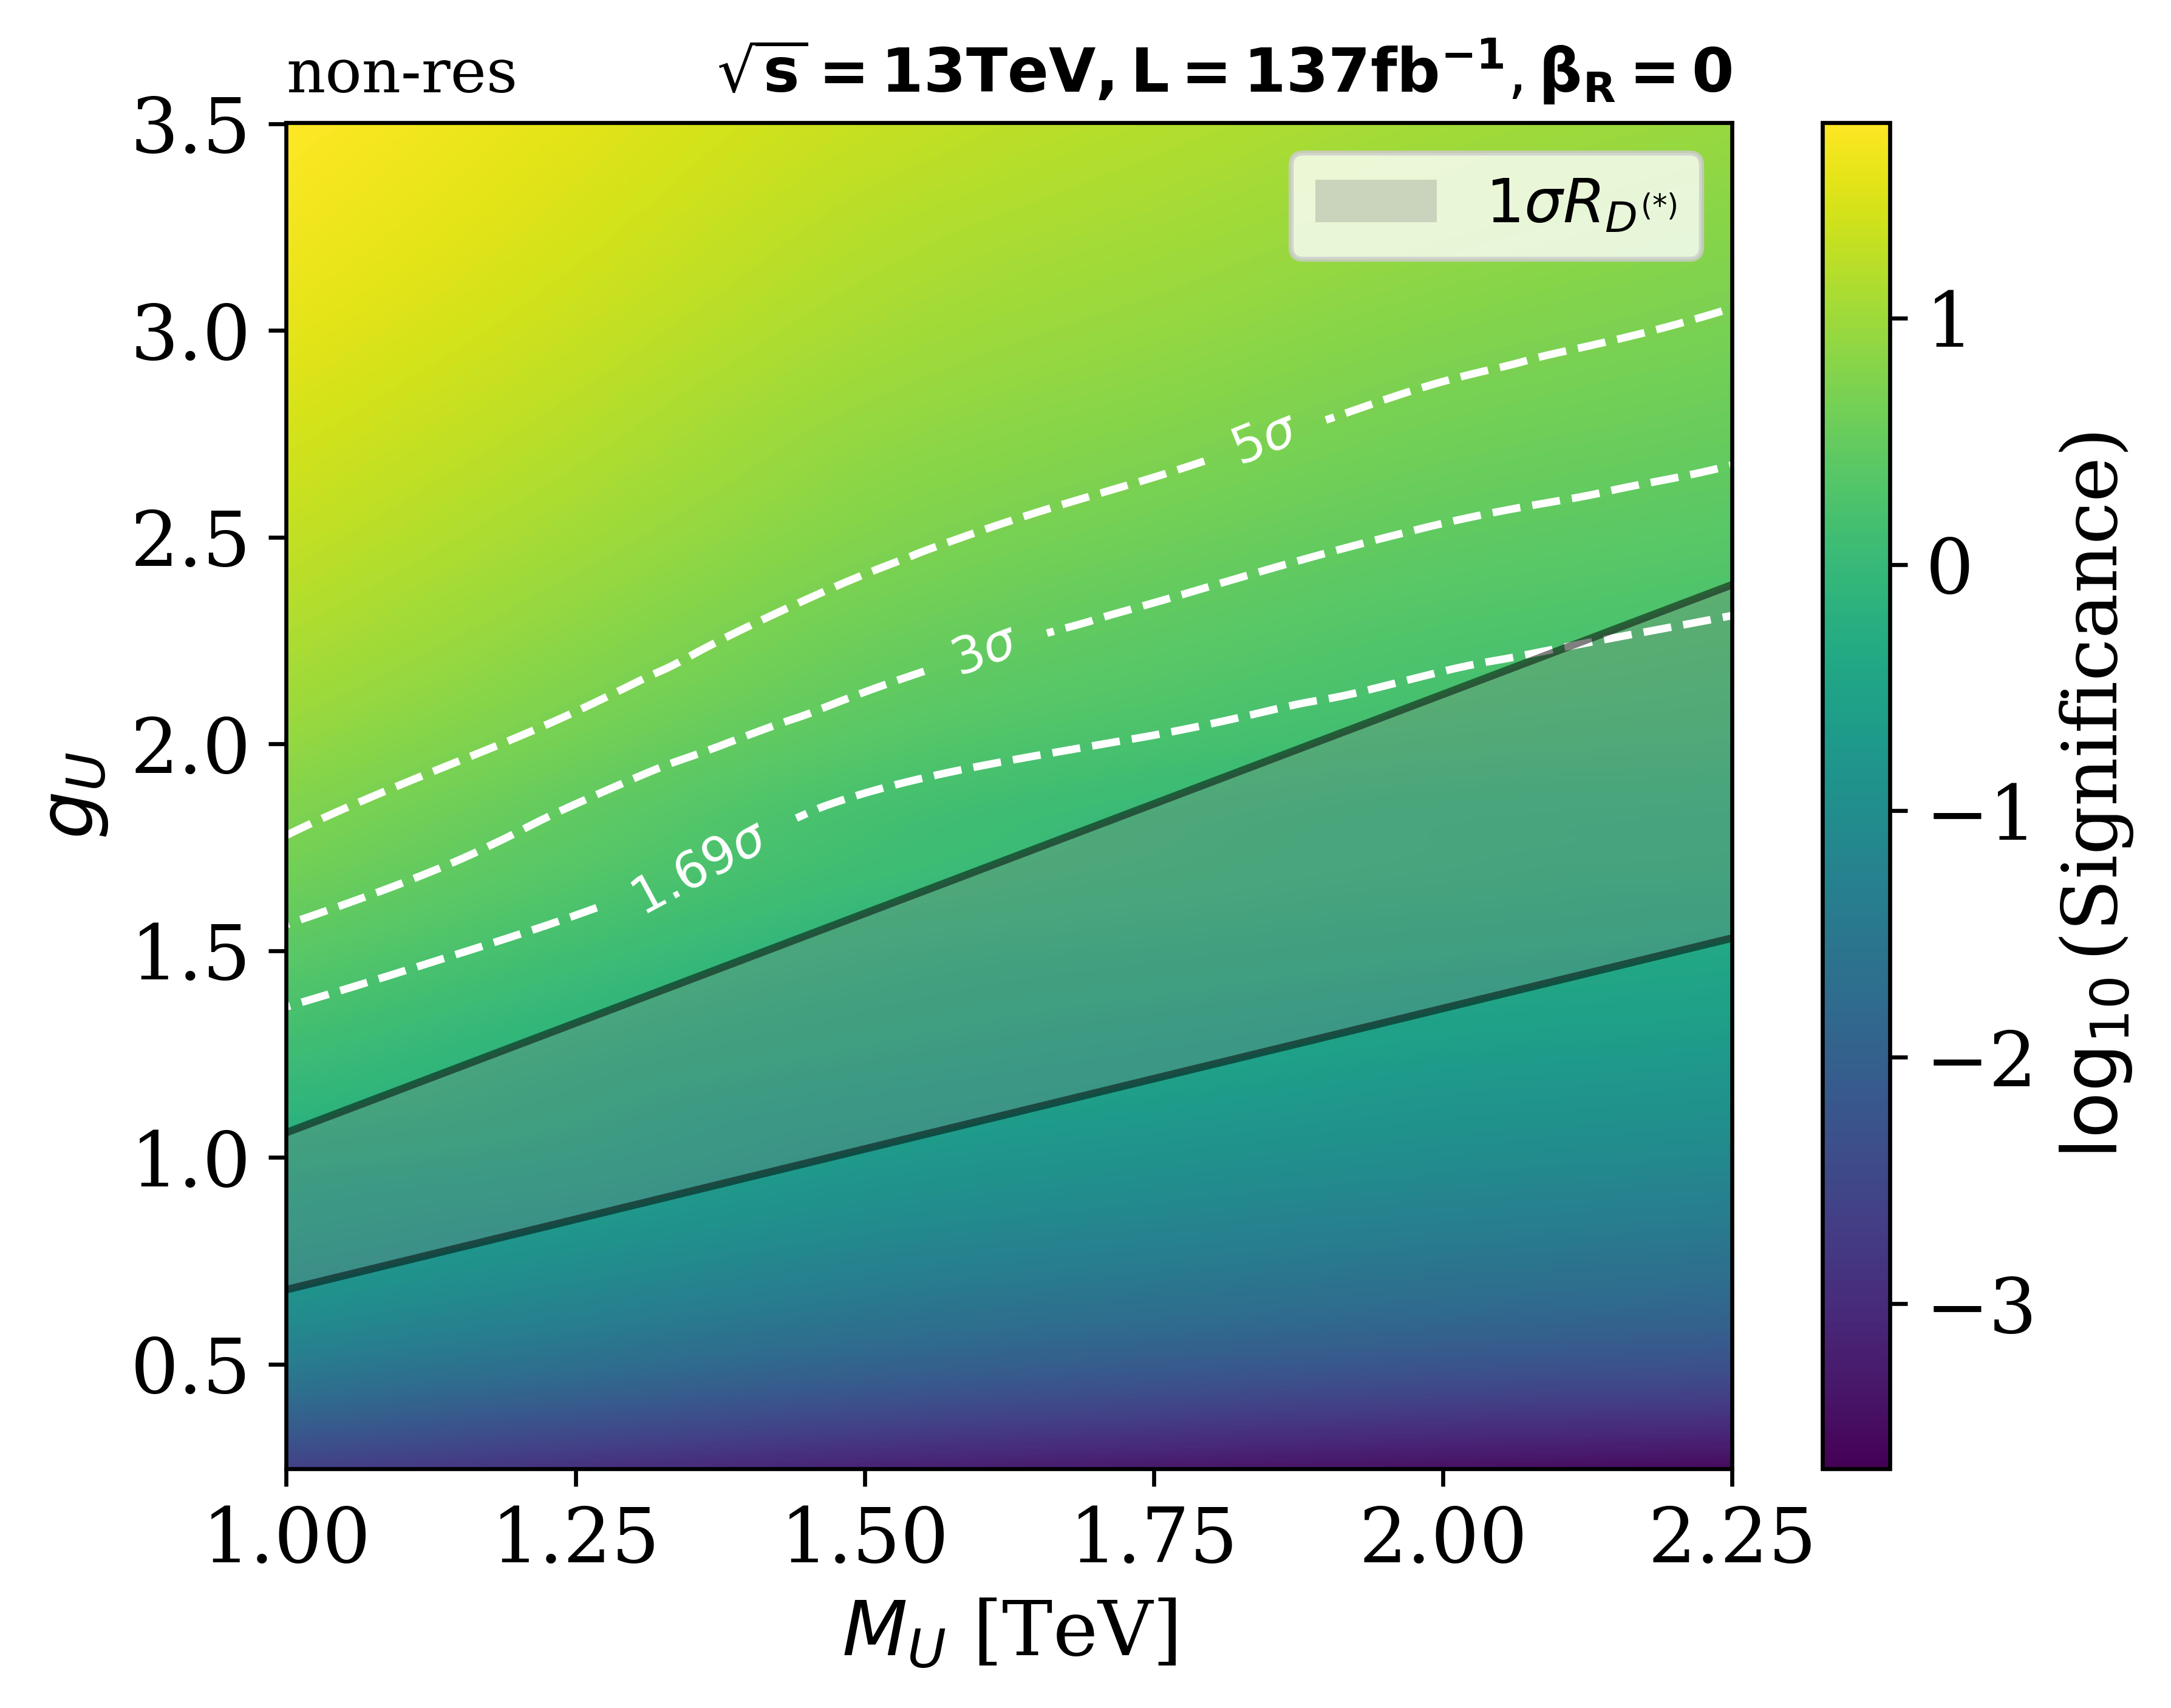 non-res
√s = 13TeV, L = 137fb⁻¹, β_R = 0
3.5
3.0
2.5
2.0
1.5
1.0
0.5
g_U
1σR_D⁽*⁾
5σ
3σ
1.69σ
1.00 1.25 1.50 1.75 2.00 2.25
M_U [TeV]
1
0
−1
−2
−3
log₁₀ (Significance)